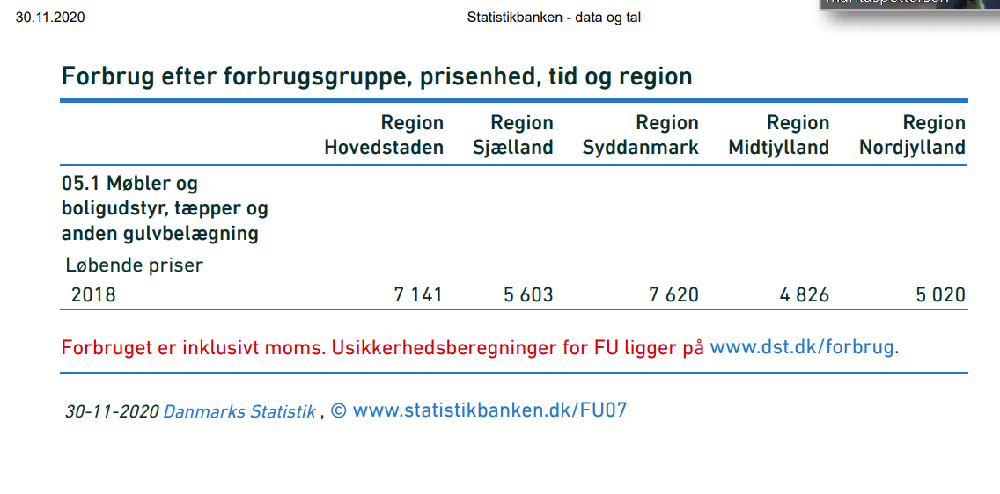 30.11.2020 Statistikbanken - data og tal
Forbrug efter forbrugsgruppe, prisenhed, tid og region
Region Region Region Region Region
Hovedstaden Sjælland Syddanmark Midtjylland Nordjylland
05.1 Møbler og
boligudstyr, tæpper og
anden gulvbelægning
Løbende priser
2018 7 141 5 603 7 620 4 826 5 020
Forbruget er inklusivt moms. Usikkerhedsberegninger for FU ligger på www.dst.dk/forbrug.
30-11-2020 Danmarks Statistik , © www.statistikbanken.dk/FU07